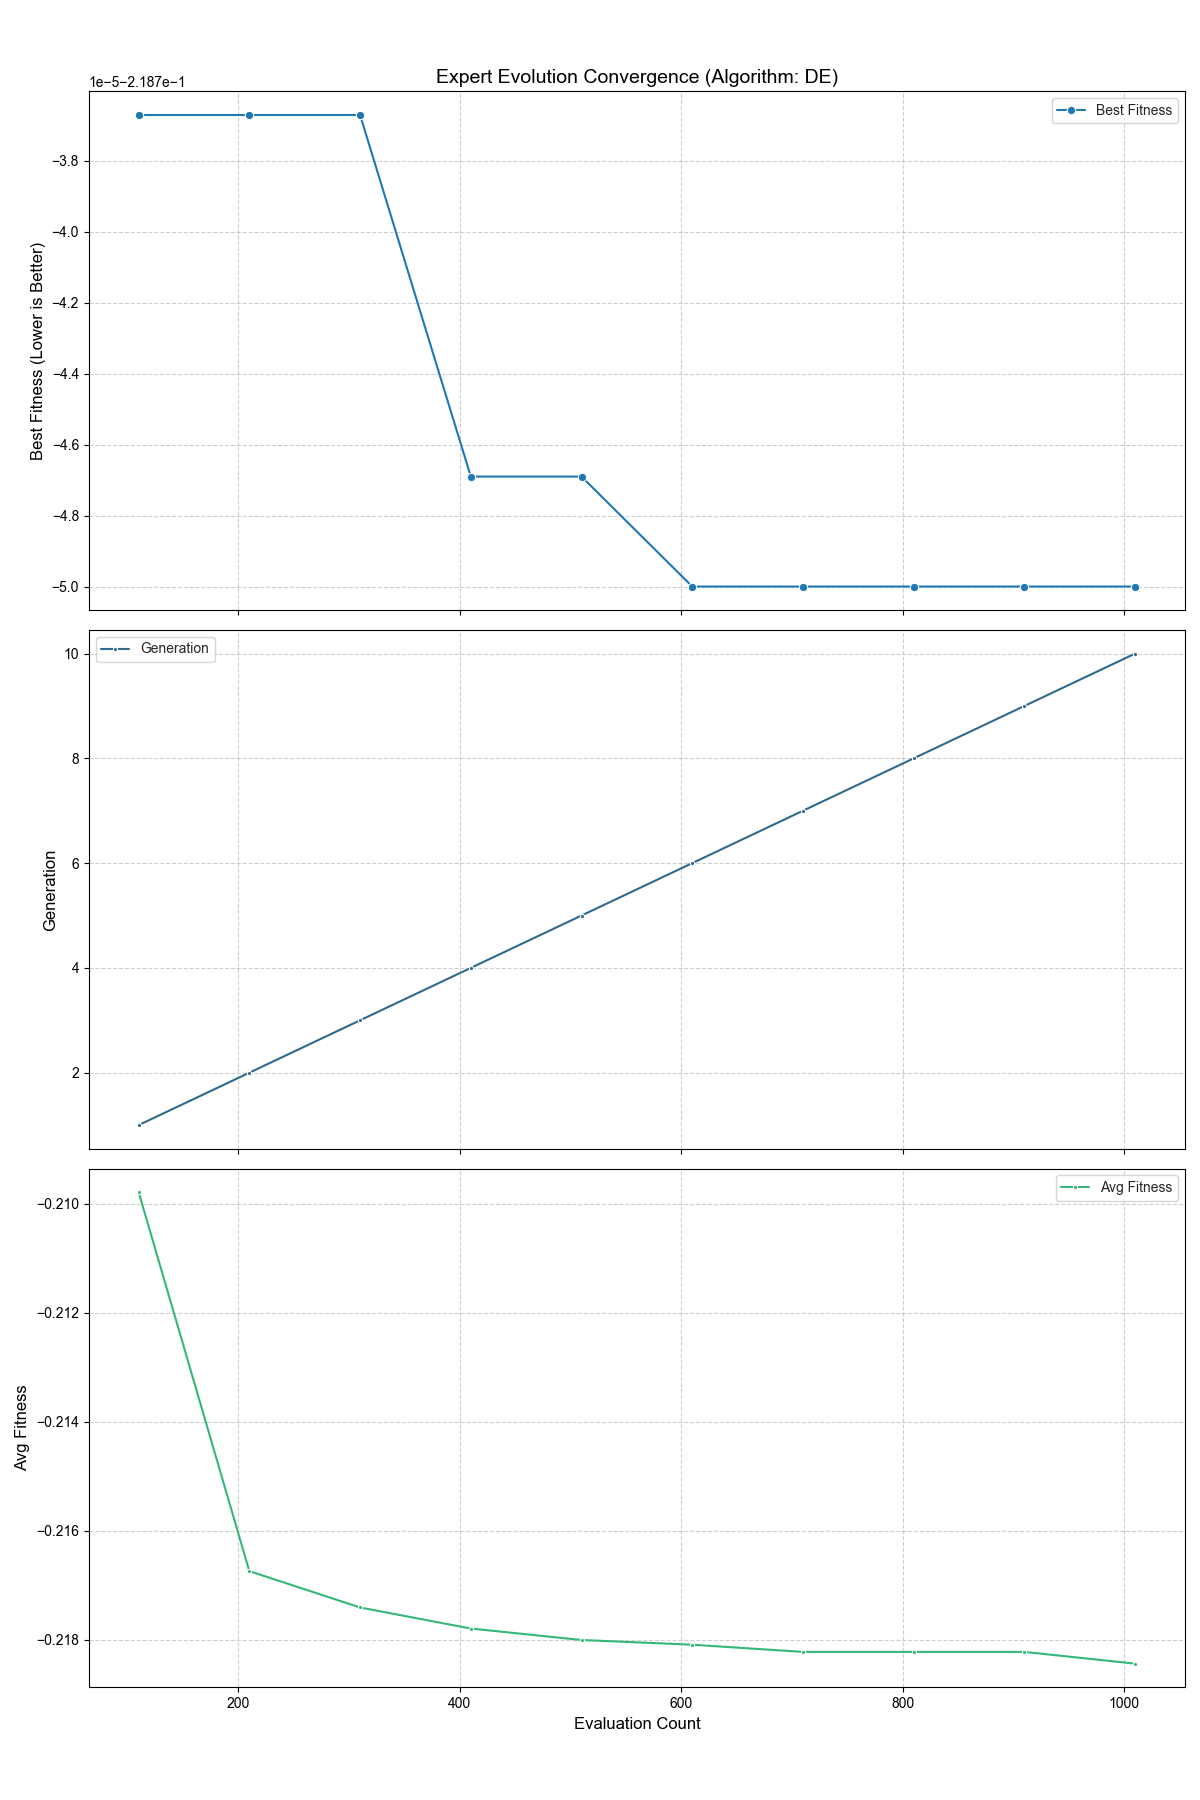 Expert Evolution Convergence (Algorithm: DE)
1e−5−2.187e−1
Best Fitness
−3.8
−4.0
−4.2
−4.4
−4.6
−4.8
−5.0
Best Fitness (Lower is Better)
Generation
10
8
6
4
2
Generation
Avg Fitness
−0.210
−0.212
−0.214
−0.216
−0.218
Avg Fitness
200 400 600 800 1000
Evaluation Count